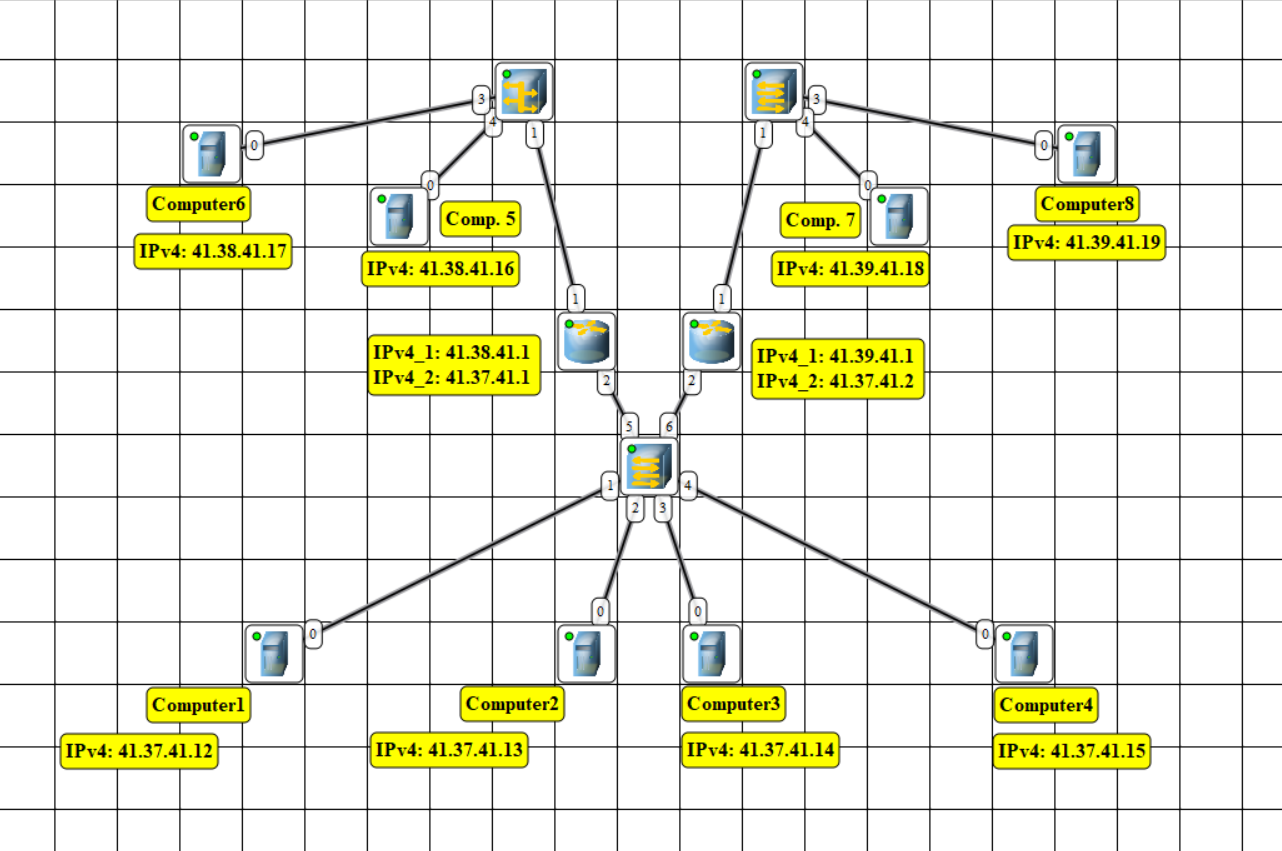 3
4
1
0
Computer6
IPv4: 41.38.41.17
0
Comp. 5
IPv4: 41.38.41.16
3
4
1
0
Computer8
IPv4: 41.39.41.19
0
Comp. 7
IPv4: 41.39.41.18
1
IPv4_1: 41.38.41.1
IPv4_2: 41.37.41.1
2
1
IPv4_1: 41.39.41.1
IPv4_2: 41.37.41.2
2
5
6
1
2
3
4
0
Computer1
IPv4: 41.37.41.12
0
Computer2
IPv4: 41.37.41.13
0
Computer3
IPv4: 41.37.41.14
0
Computer4
IPv4: 41.37.41.15